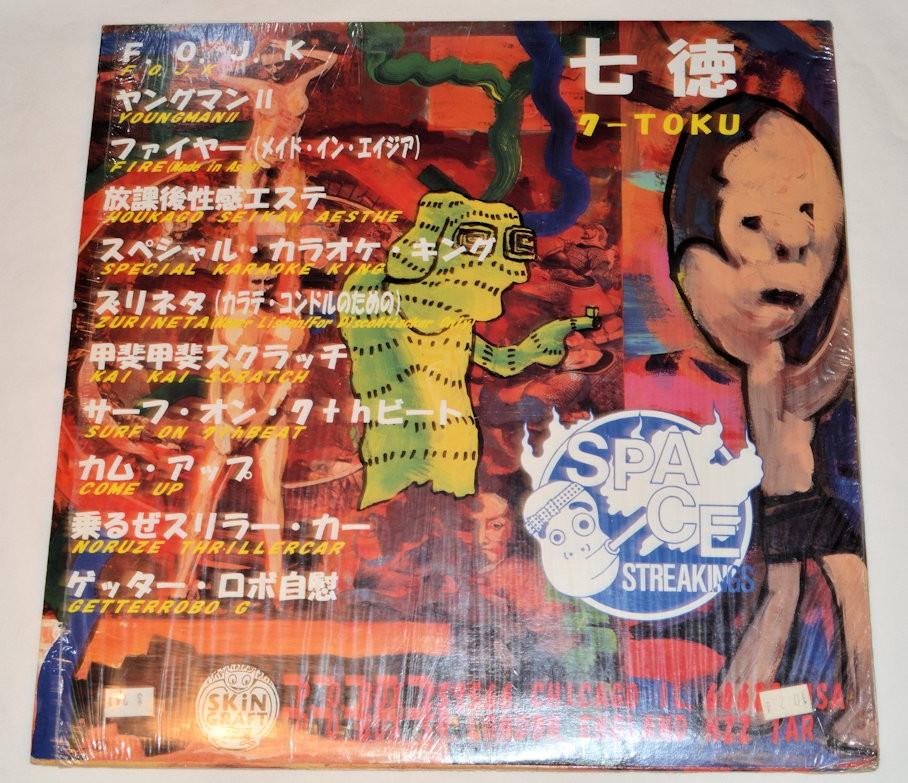 F. O. J. K
F. O. J. K
ヤングマンII
YOUNGMANII
ファイヤー(メイド・イン・エイジア)
FIRE(Made in Asia)
放課後性感エステ
HOUKAGO SEIKAN AESTHE
スペシャル・カラオケ・キング
SPECIAL KARAOKE KING
ズリネタ(カラテ・コンドルのための)
ZURINETA
甲斐甲斐スクラッチ
KAI KAI SCRATCH
サーフ・オン・7thビート
SURF ON 7thBEAT
カム・アップ
COME UP
乗るぜスリラー・カー
NORUZE THRILLERCAR
ゲッター・ロボ自慰
GETTERROBO G
七徳
7-TOKU
SPACE
STREAKINGS
SKiN
GRAFT
CHICAGO IL
LONDON ENGLAND